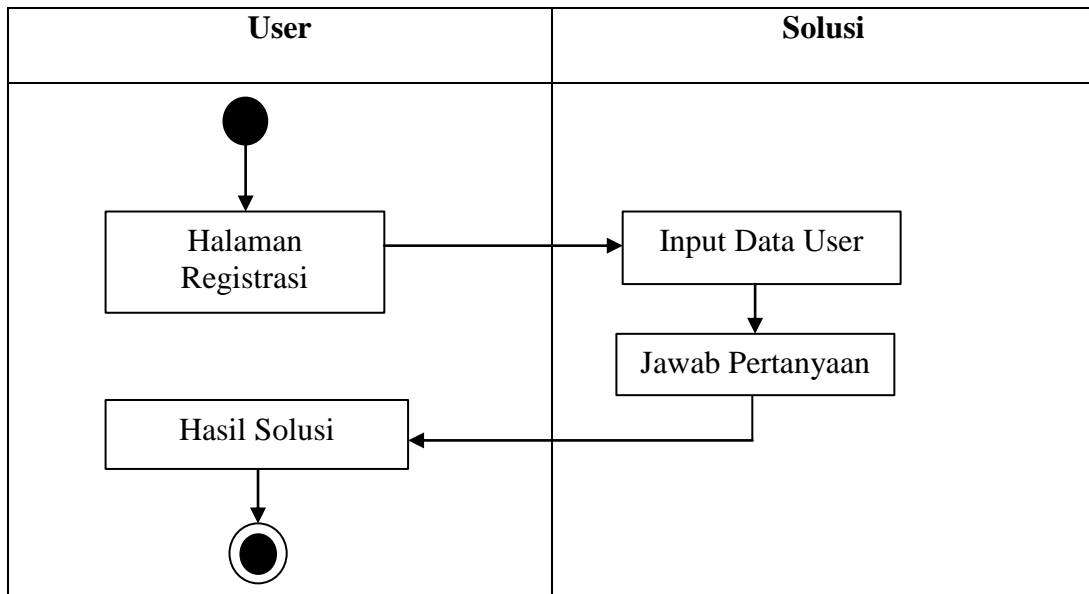 User
Solusi
Halaman
Registrasi
Input Data User
Jawab Pertanyaan
Hasil Solusi